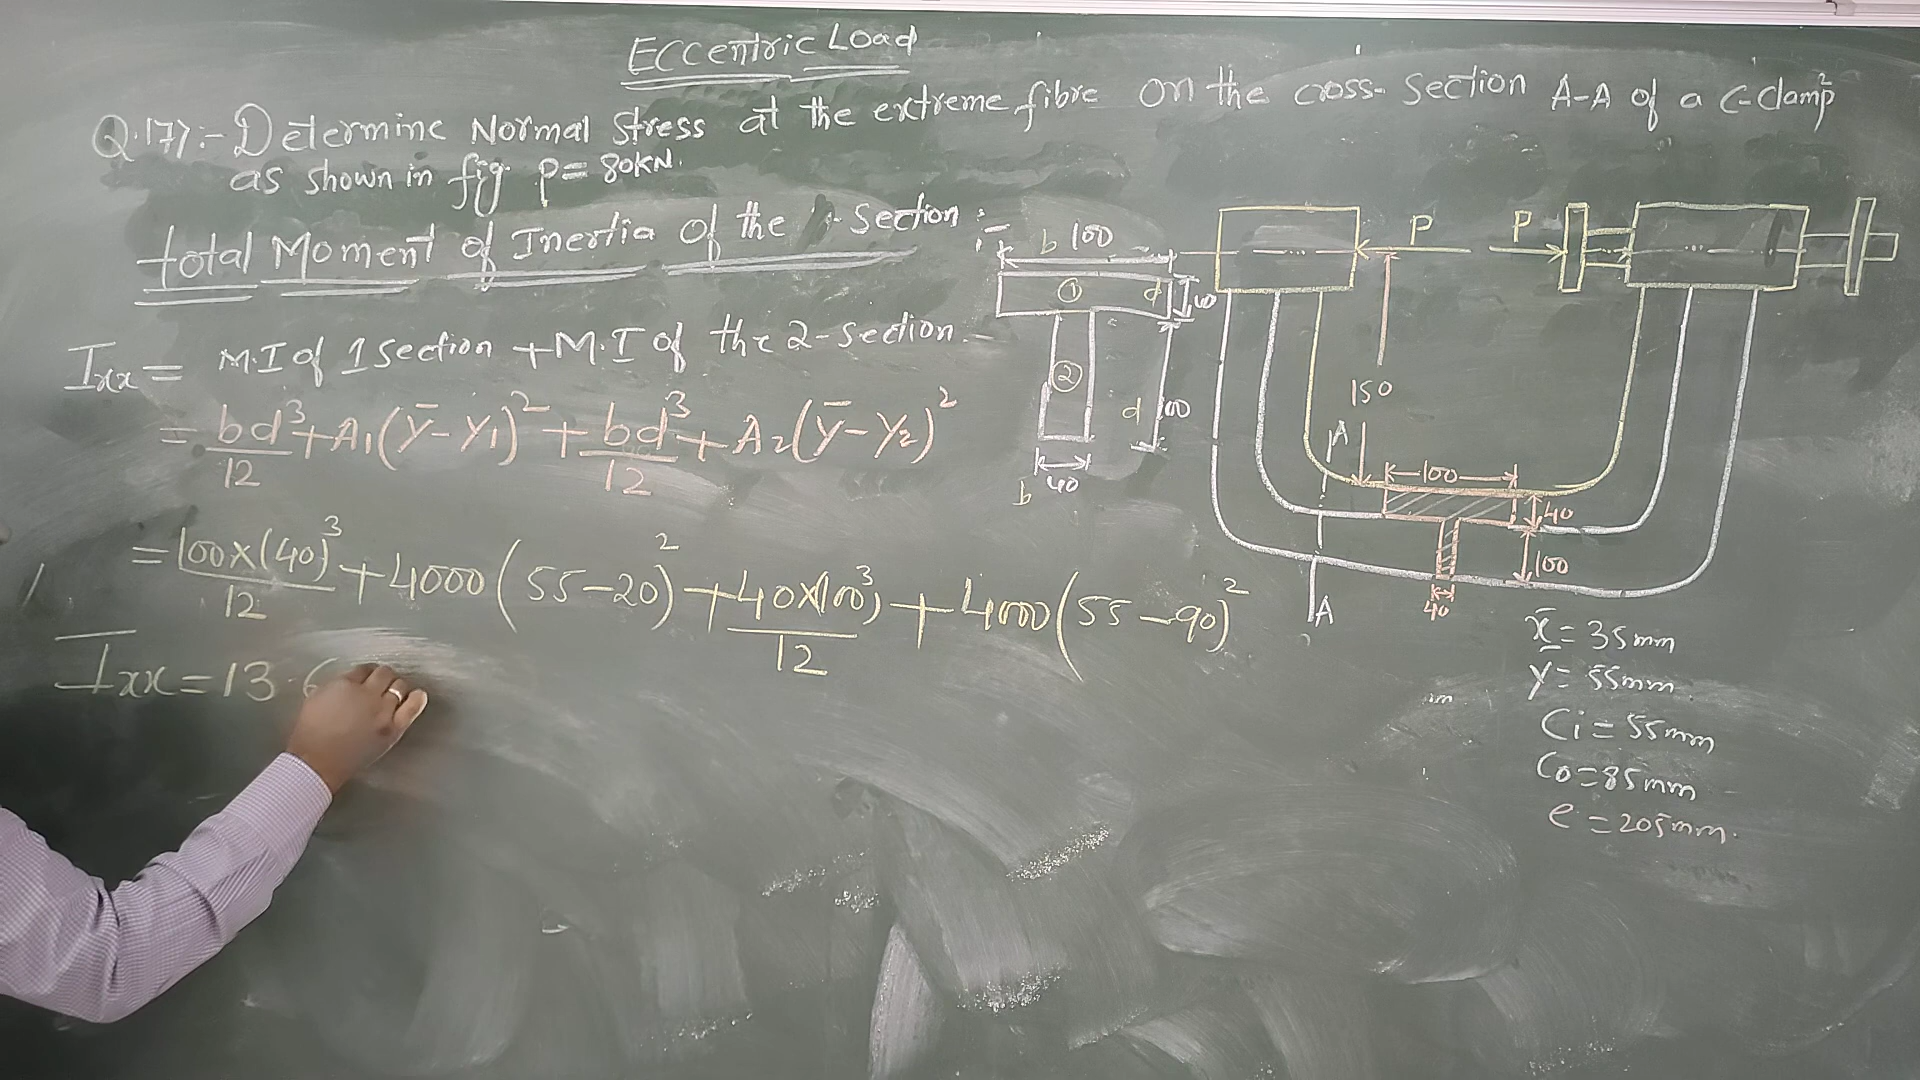 Eccentric Load
Q.17):- Determine Normal Stress at the extreme fibre on the cross-section A-A of a C-clamp
as shown in fig P= 80KN.
total Moment of Inertia of the section :-
Ixx = M.I of 1 section + M.I of the 2-section.-
= bd³/12 + A1(ȳ-y1)² + bd³/12 + A2(ȳ-y2)²
= 100×(40)³/12 + 4000(55-20)² + 40×(100)³/12 + 4000(55-90)²
Ixx = 13.6
b 100
① d 40
②
d 100
40
b
P P
150
A
100
40
100
40
A
x̄ = 35mm
y = 55mm
Ci = 55mm
Co = 85mm
e = 205mm.